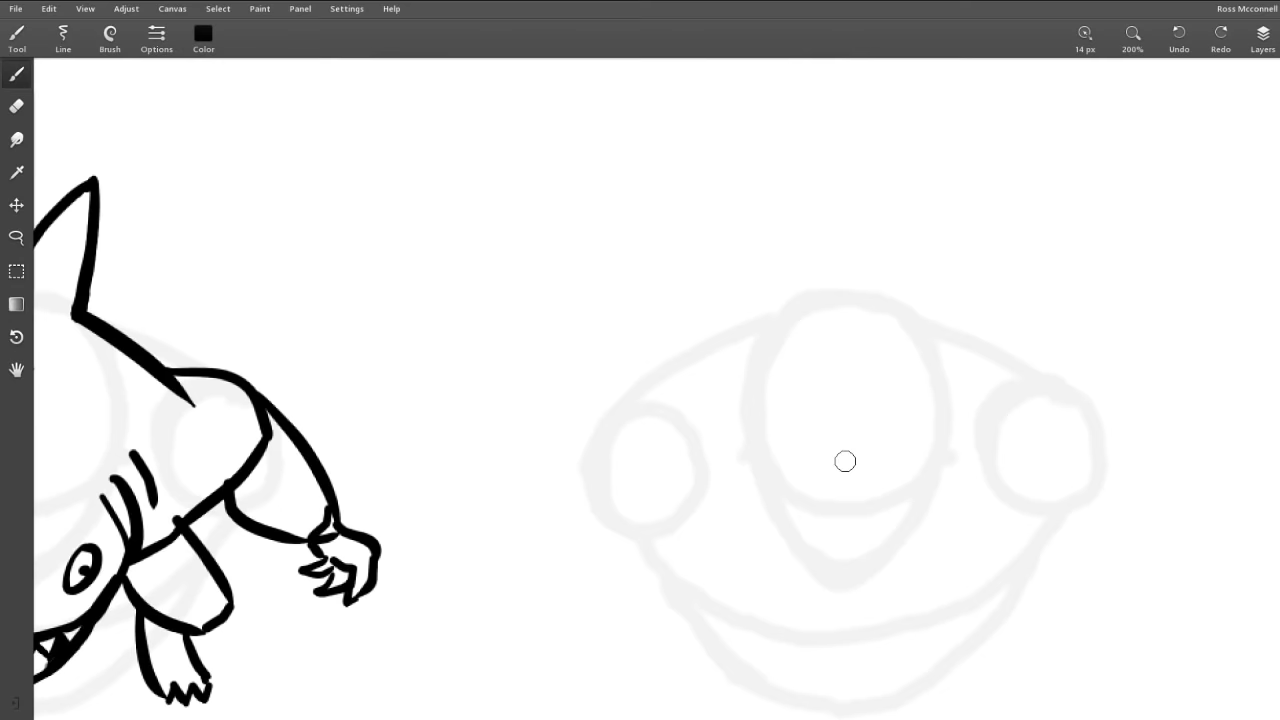 File Edit View Adjust Canvas Select Paint Panel Settings Help Ross Mcconnell
Tool Line Brush Options Color 14 px 200% Undo Redo Layers